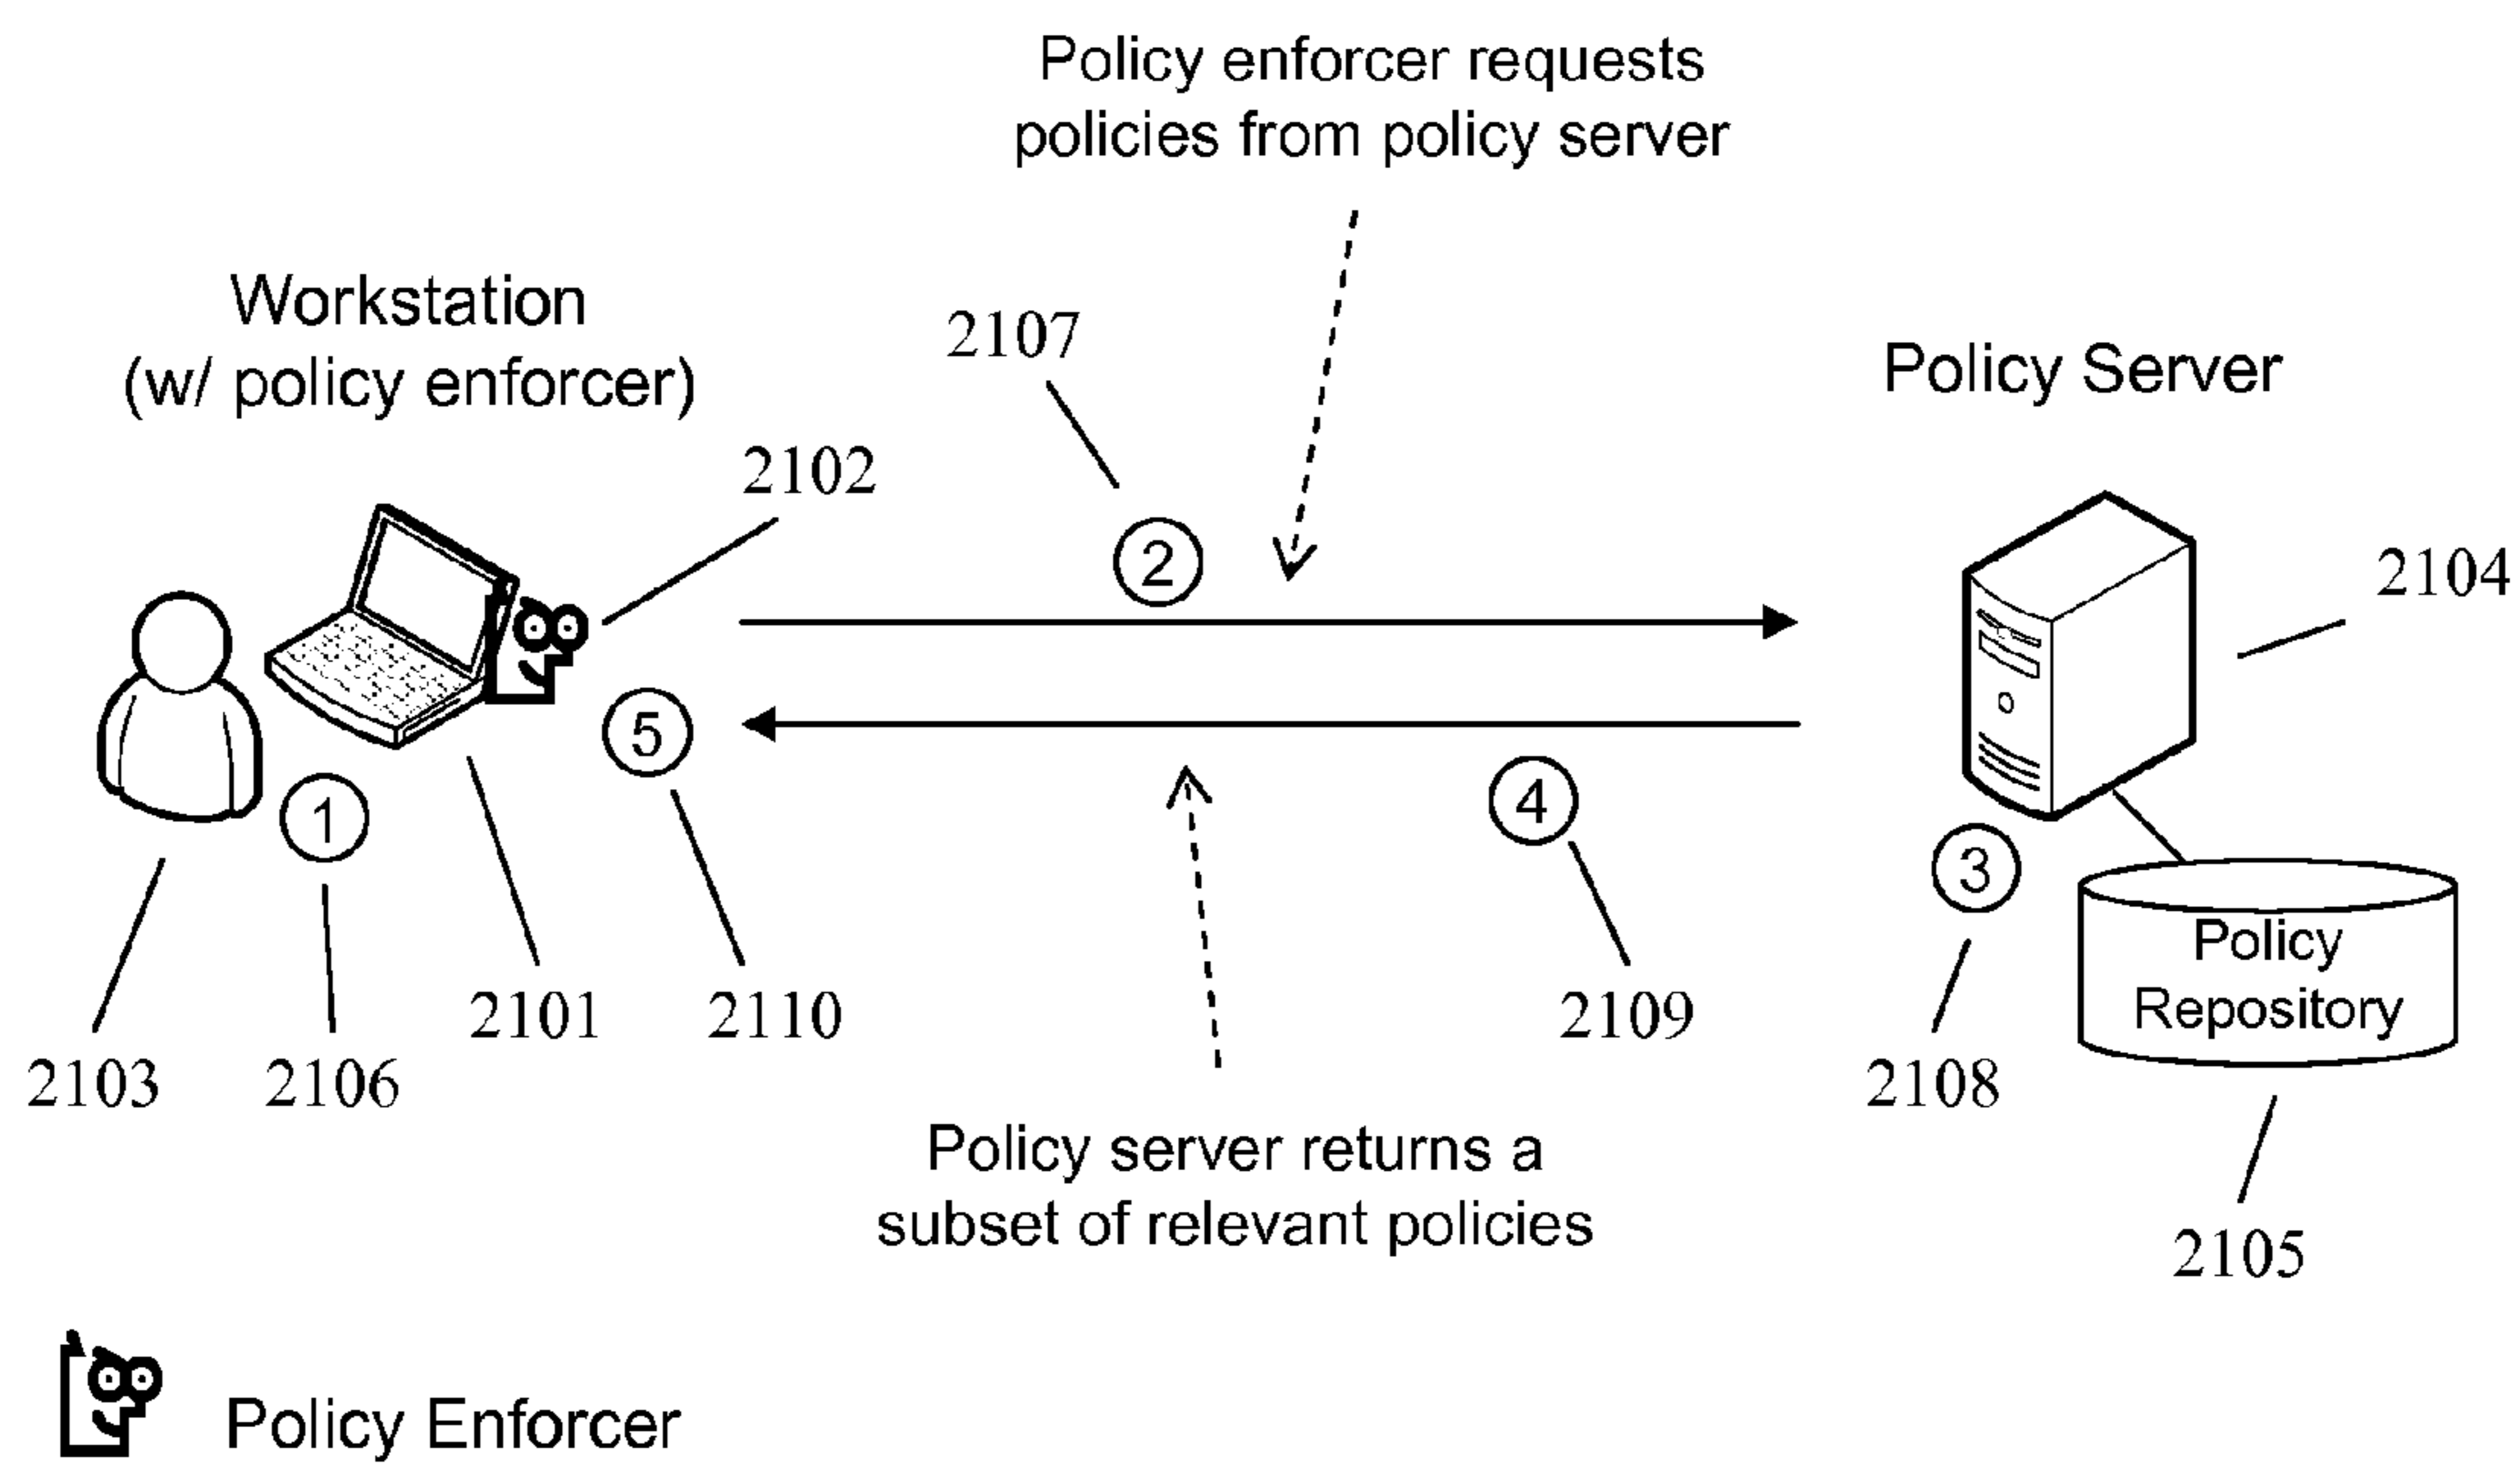 Policy enforcer requests
policies from policy server
Workstation
(w/ policy enforcer)
2107
Policy Server
2102
2
2104
5
4
1
3
Policy
Repository
2101
2110
2109
2103
2106
2108
Policy server returns a
subset of relevant policies
2105
Policy Enforcer